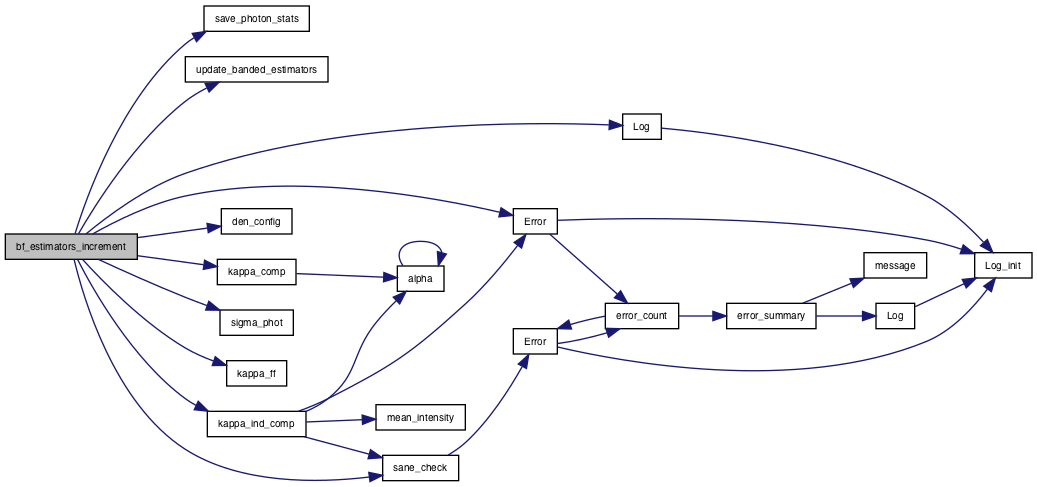 save_photon_stats
update_banded_estimators
Log
den_config
Error
bf_estimators_increment
kappa_comp
alpha
message
Log_init
sigma_phot
error_count
error_summary
Log
Error
kappa_ff
kappa_ind_comp
mean_intensity
sane_check